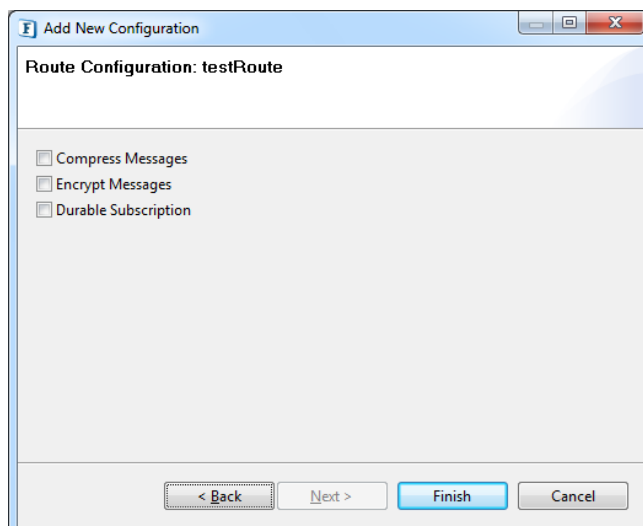 F Add New Configuration
Route Configuration: testRoute
Compress Messages
Encrypt Messages
Durable Subscription
< Back Next > Finish Cancel